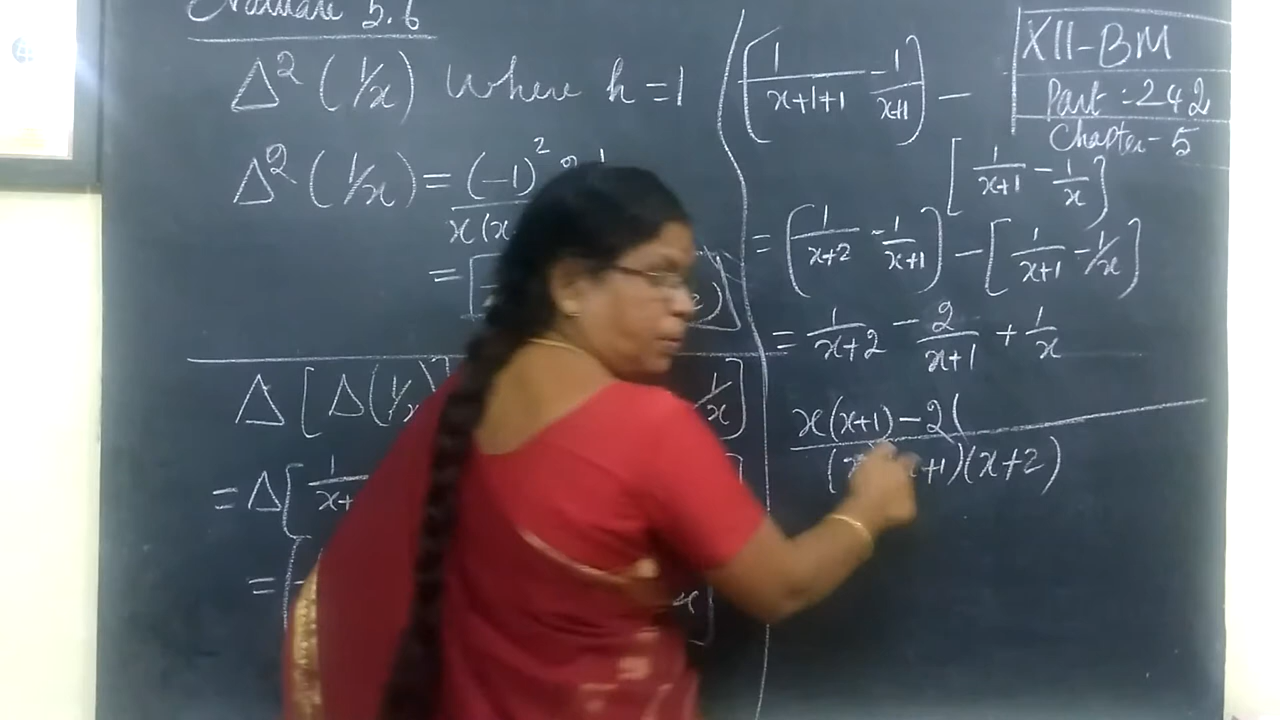 5.6
Δ² (1/x) where h = 1
Δ² (1/x) = (-1)²
x(x
= [
Δ [ Δ(1/x)] 1/x ]
= Δ [ 1/x+
= [
[ 1/x+1+1 - 1/x+1 ] -
[ 1/x+1 - 1/x ]
= [ 1/x+2 - 1/x+1 ] - [ 1/x+1 - 1/x ]
= 1/x+2 - 2/x+1 + 1/x
x(x+1) - 2(
+1)(x+2)
XII-BM
Part : 242
Chapter - 5